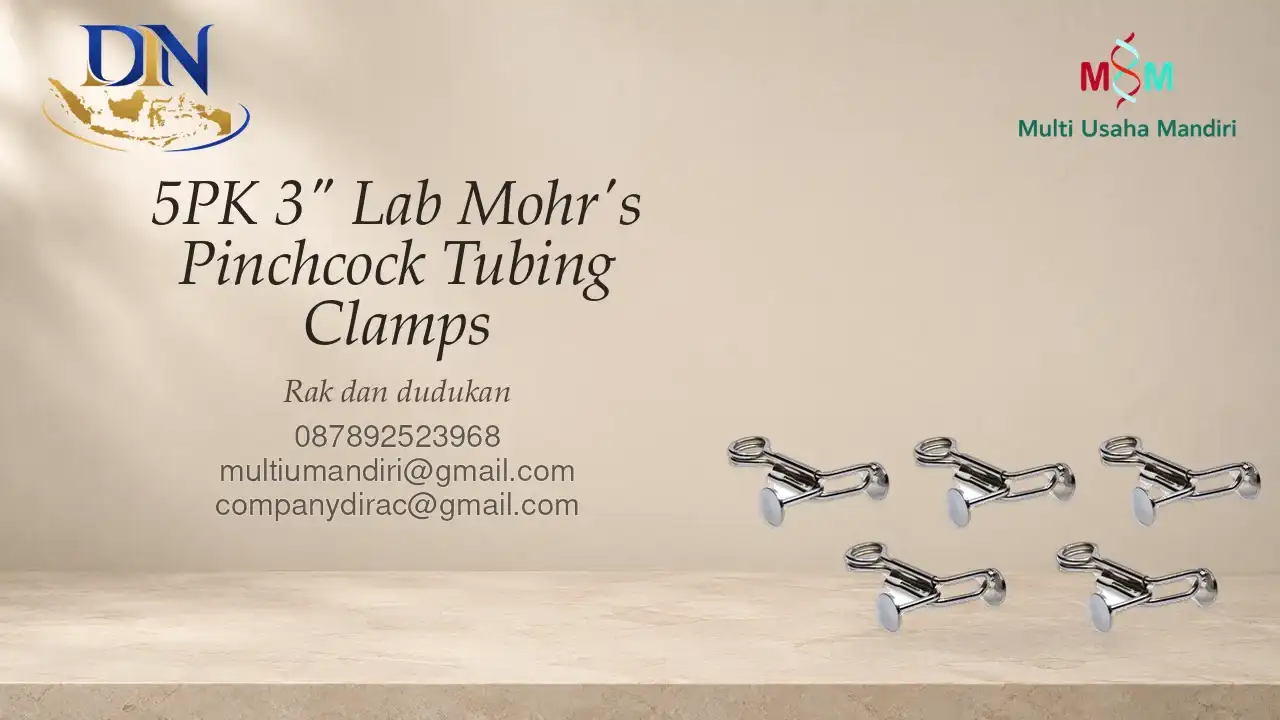 DIN
M M
Multi Usaha Mandiri
5PK 3" Lab Mohr's
Pinchcock Tubing
Clamps
Rak dan dudukan
087892523968
multiumandiri@gmail.com
companydirac@gmail.com